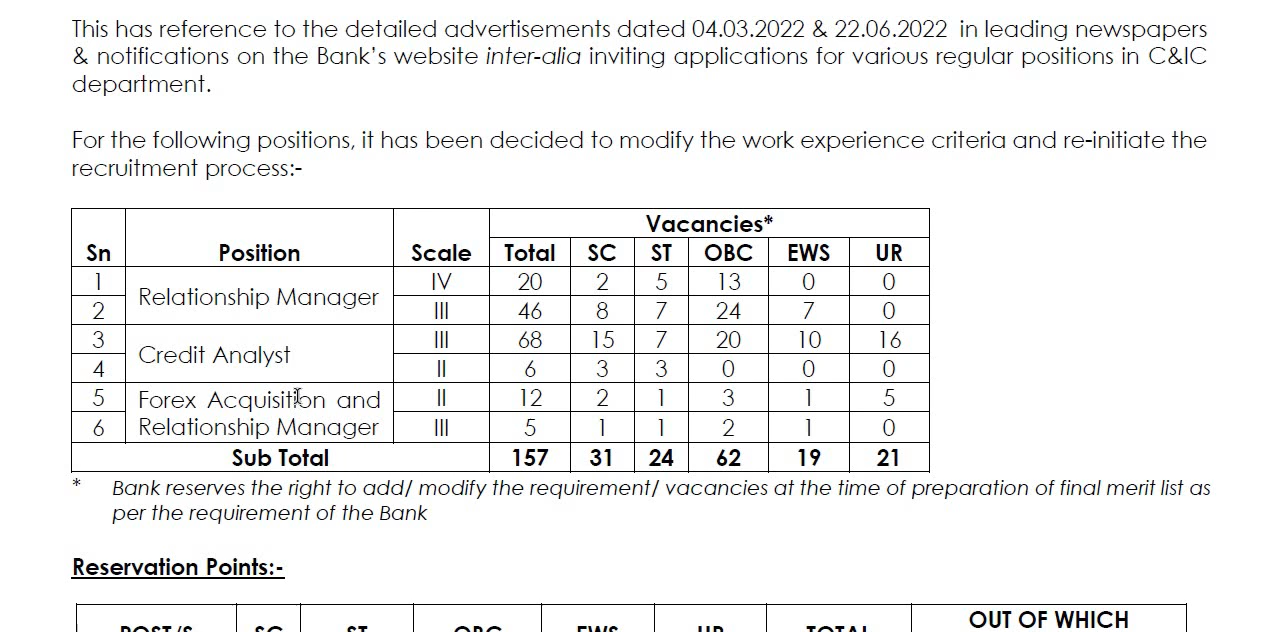 This has reference to the detailed advertisements dated 04.03.2022 & 22.06.2022 in leading newspapers
& notifications on the Bank's website inter-alia inviting applications for various regular positions in C&IC
department.
For the following positions, it has been decided to modify the work experience criteria and re-initiate the
recruitment process:-
Vacancies*
Sn Position Scale Total SC ST OBC EWS UR
1 Relationship Manager IV 20 2 5 13 0 0
2 III 46 8 7 24 7 0
3 Credit Analyst III 68 15 7 20 10 16
4 II 6 3 3 0 0 0
5 Forex Acquisition and II 12 2 1 3 1 5
6 Relationship Manager III 5 1 1 2 1 0
Sub Total 157 31 24 62 19 21
* Bank reserves the right to add/ modify the requirement/ vacancies at the time of preparation of final merit list as
per the requirement of the Bank
Reservation Points:-
OUT OF WHICH
POST/S SC ST OBC EWS UR TOTAL